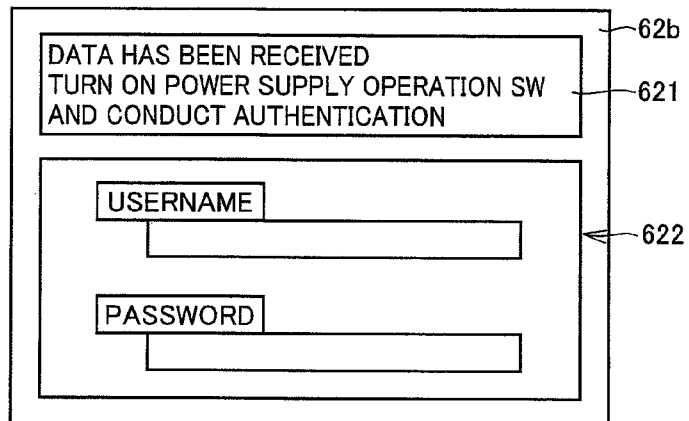 62b
DATA HAS BEEN RECEIVED
TURN ON POWER SUPPLY OPERATION SW
AND CONDUCT AUTHENTICATION
621
USERNAME
622
PASSWORD